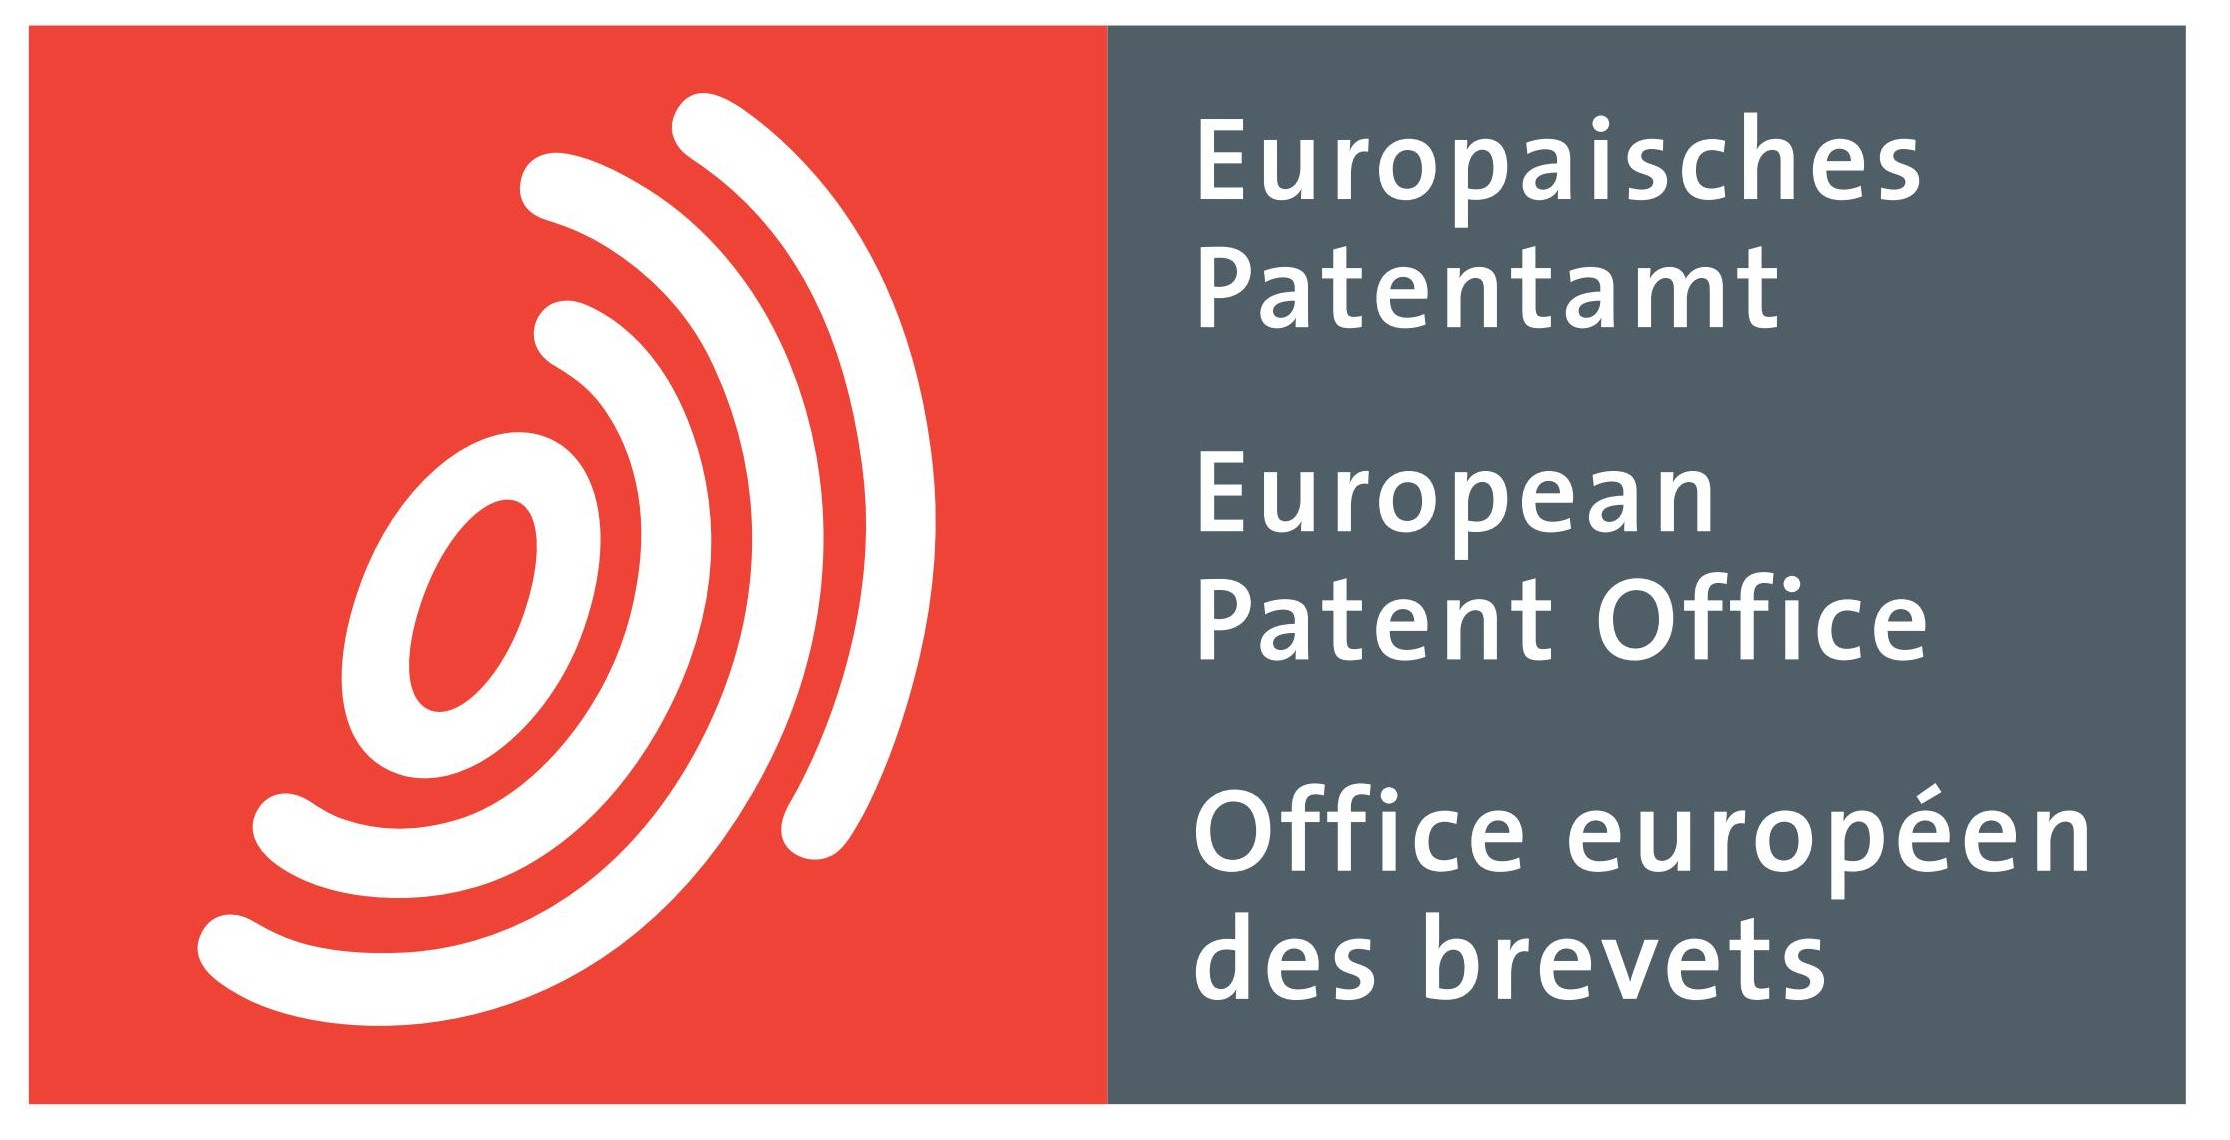 Europaisches
Patentamt
European
Patent Office
Office européen
des brevets